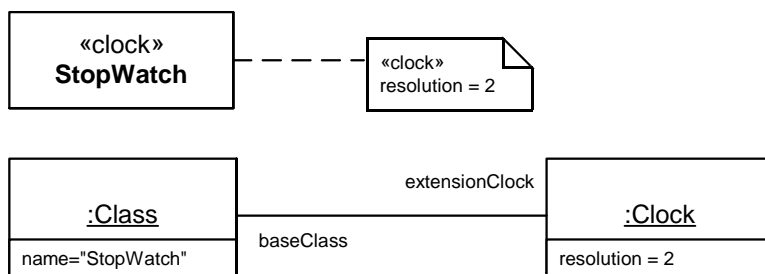 «clock»
StopWatch
«clock»
resolution = 2
extensionClock
:Class
:Clock
baseClass
name="StopWatch"
resolution = 2